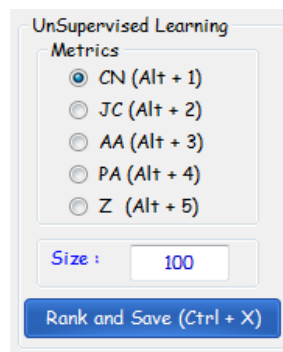 UnSupervised Learning
Metrics
CN (Alt + 1)
JC (Alt + 2)
AA (Alt + 3)
PA (Alt + 4)
Z (Alt + 5)
Size : 100
Rank and Save (Ctrl + X)